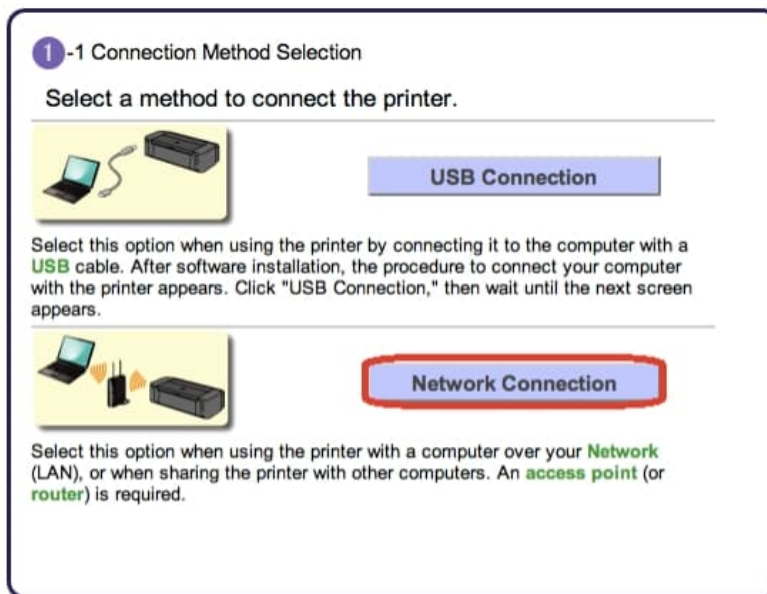 1-1 Connection Method Selection
Select a method to connect the printer.
USB Connection
Select this option when using the printer by connecting it to the computer with a
USB cable. After software installation, the procedure to connect your computer
with the printer appears. Click "USB Connection," then wait until the next screen
appears.
Network Connection
Select this option when using the printer with a computer over your Network
(LAN), or when sharing the printer with other computers. An access point (or
router) is required.